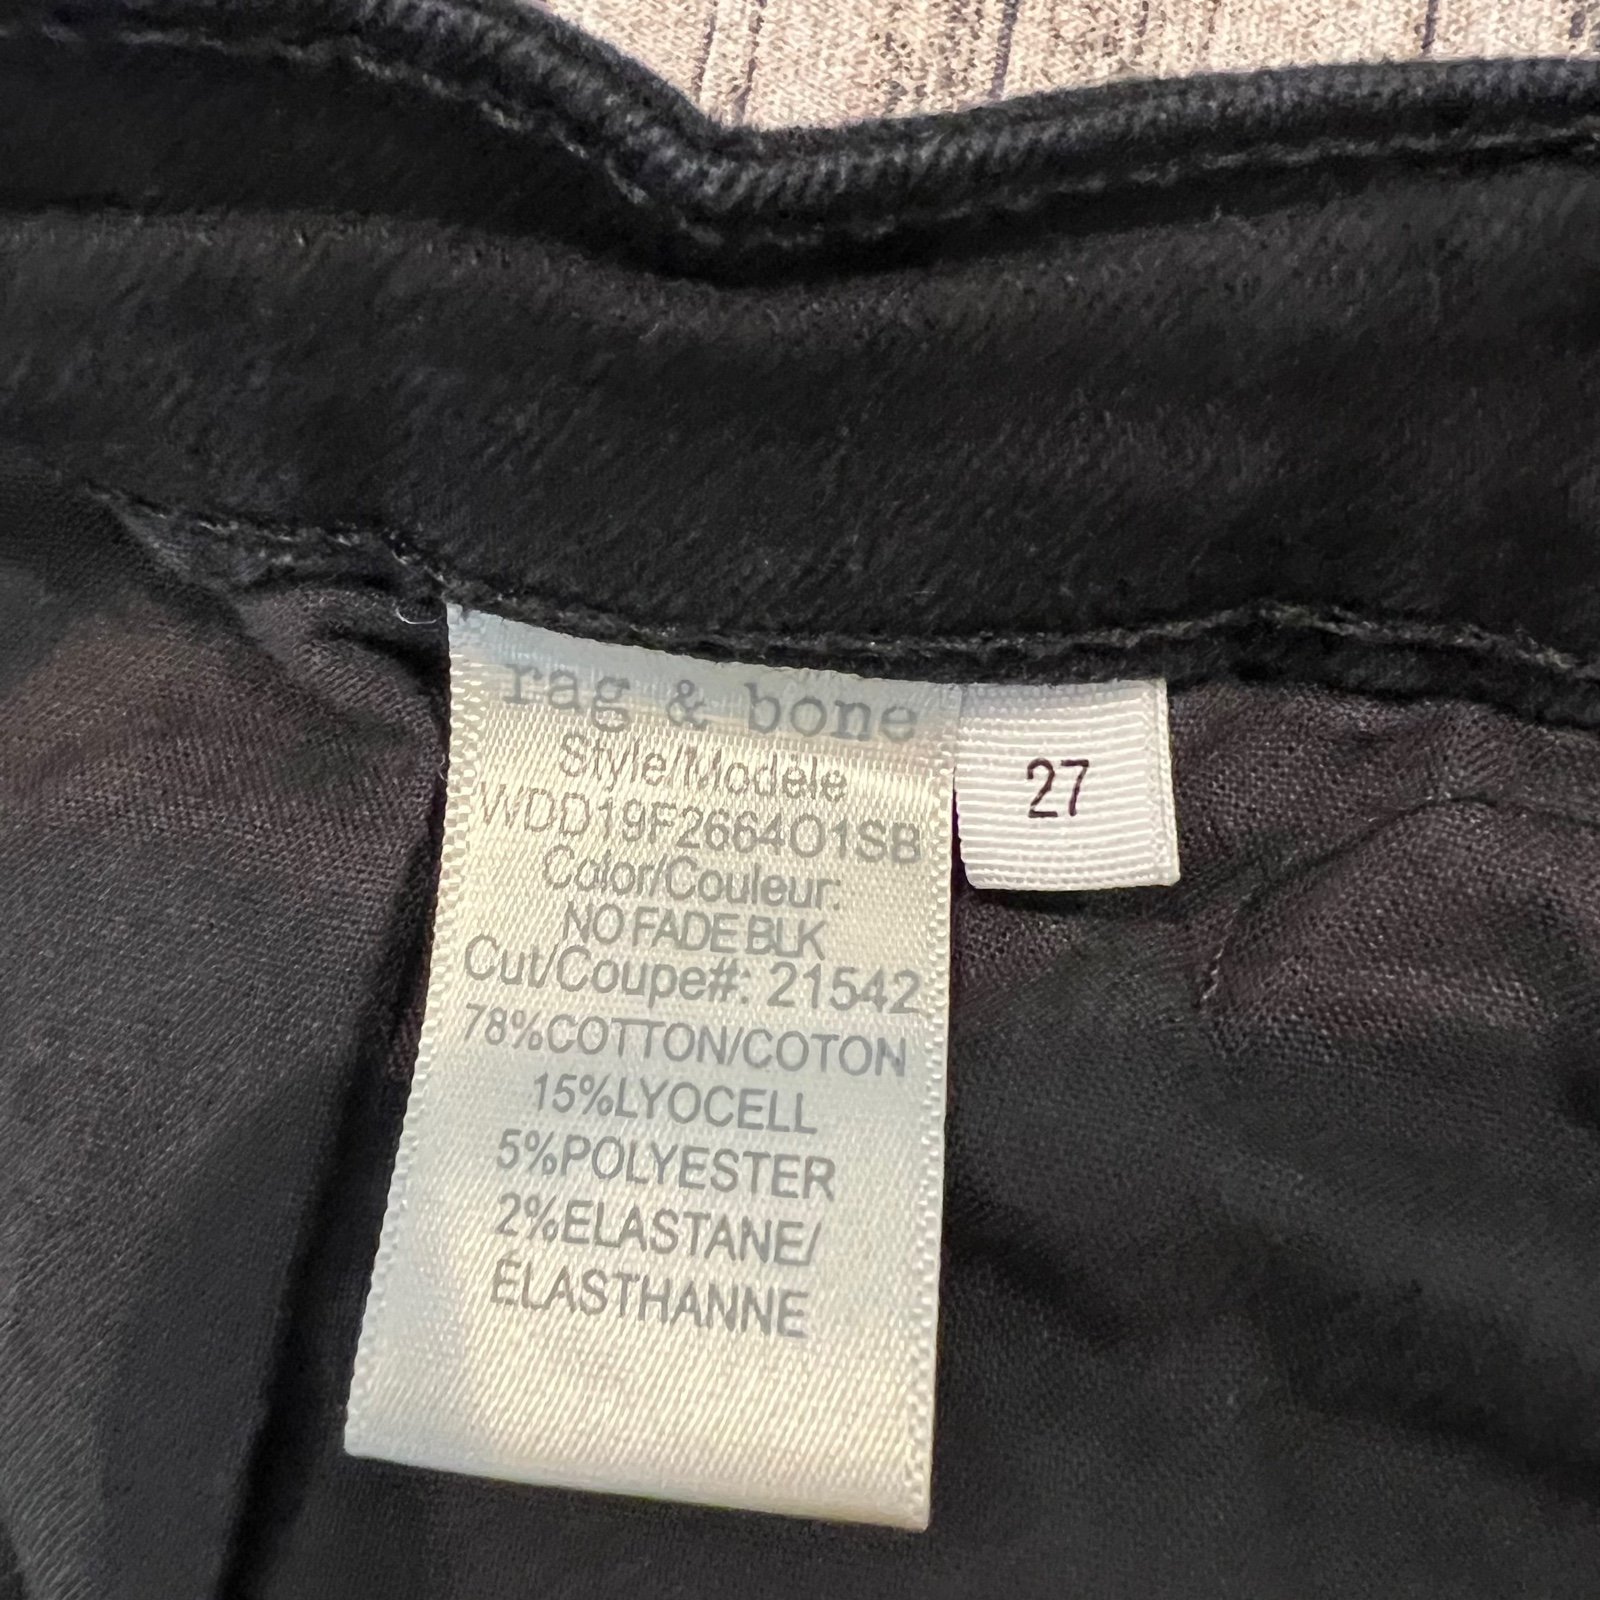 rag & bone
Style/Modèle
WDD19F2664O1SB
Color/Couleur:
NO FADE BLK
Cut/Coupe#: 21542
78%COTTON/COTON
15%LYOCELL
5%POLYESTER
2%ELASTANE/
ÉLASTHANNE
27